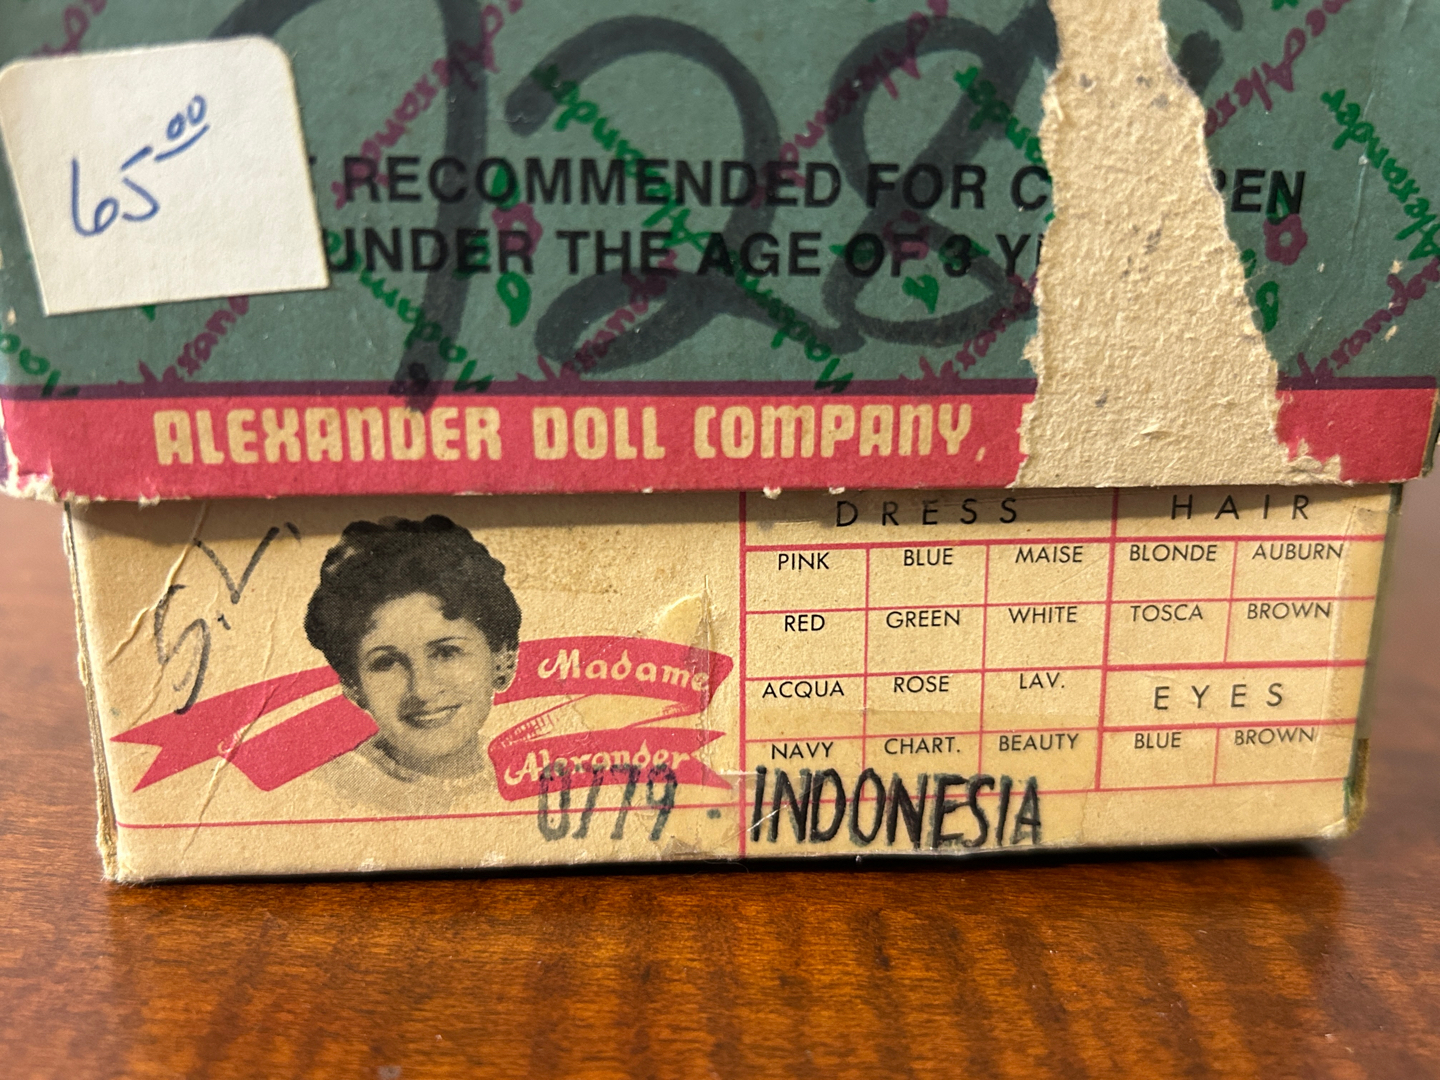 65.00
RECOMMENDED FOR C
UNDER THE AGE OF 3 Y
ALEXANDER DOLL COMPANY,
S.V.
Madame
Alexander
DRESS HAIR
PINK BLUE MAISE BLONDE AUBURN
RED GREEN WHITE TOSCA BROWN
ACQUA ROSE LAV. EYES
NAVY CHART. BEAUTY BLUE BROWN
0779 - INDONESIA